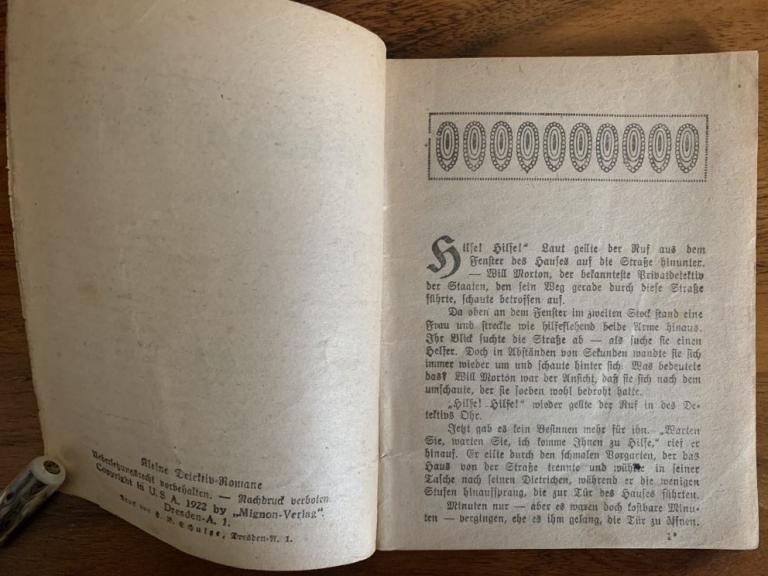 Kleine Detektiv-Romane
Uebersetzungsrecht vorbehalten. — Nachdruck verboten
Copyright in U. S. A. 1922 by „Mignon-Verlag“.
Dresden-A. 1.
Druck von Schulze, Dresden-N. 1.
Hilfe! Hilfe!“ Laut gellte der Ruf aus dem
Fenster des Hauses auf die Straße hinunter.
— Will Morton, der bekannteste Privatdetektiv
der Staaten, den sein Weg gerade durch diese Straße
führte, schaute betroffen auf.
Da oben an dem Fenster im zweiten Stock stand eine
Frau und streckte wie hilfeflehend beide Arme hinaus.
Ihr Blick suchte die Straße ab — als suche sie einen
Helfer. Doch in Abständen von Sekunden wandte sie sich
immer wieder um und schaute hinter sich. Was bedeutete
das? Will Morton war der Ansicht, daß sie sich nach dem
umschaute, der sie soeben wohl bedroht hatte.
„Hilfe! Hilfe!“ wieder gellte der Ruf in des De-
tektivs Ohr.
Jetzt gab es kein Besinnen mehr für ihn. „Warten
Sie, warten Sie, ich komme Ihnen zu Hilfe,“ rief er
hinauf. Er eilte durch den schmalen Vorgarten, der das
Haus von der Straße trennte und wühlte in seiner
Tasche nach seinen Dietrichen, während er die wenigen
Stufen hinaufsprang, die zur Tür des Hauses führten.
Minuten nur — aber es waren doch kostbare Minu-
ten — vergingen, ehe es ihm gelang, die Tür zu öffnen.
1*